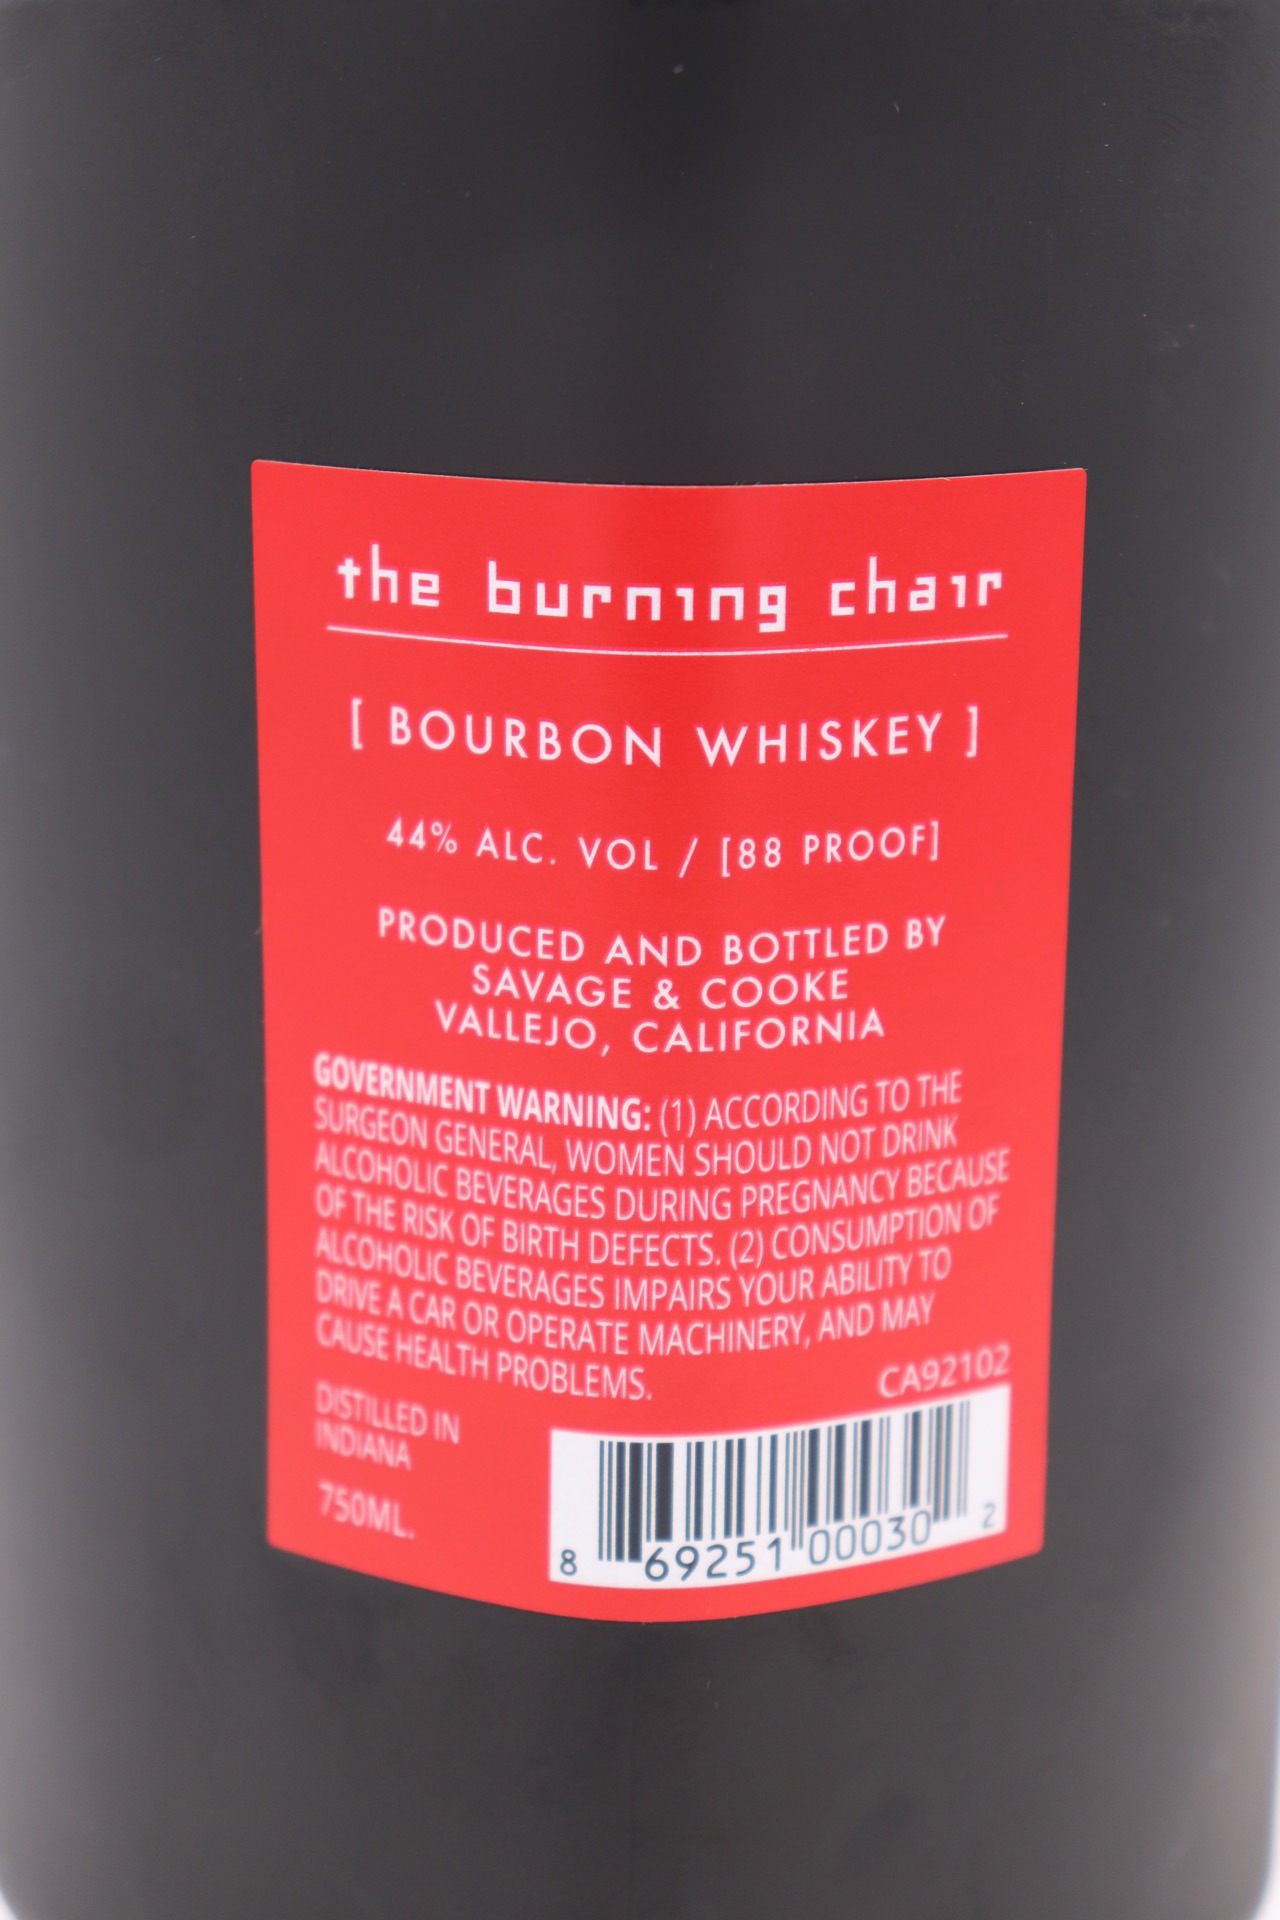 the burning chair
[ BOURBON WHISKEY ]
44% ALC. VOL / [88 PROOF]
PRODUCED AND BOTTLED BY
SAVAGE & COOKE
VALLEJO, CALIFORNIA
GOVERNMENT WARNING: (1) ACCORDING TO THE
SURGEON GENERAL, WOMEN SHOULD NOT DRINK
ALCOHOLIC BEVERAGES DURING PREGNANCY BECAUSE
OF THE RISK OF BIRTH DEFECTS. (2) CONSUMPTION OF
ALCOHOLIC BEVERAGES IMPAIRS YOUR ABILITY TO
DRIVE A CAR OR OPERATE MACHINERY, AND MAY
CAUSE HEALTH PROBLEMS.
CA92102
DISTILLED IN
INDIANA
750ML.
8 69251 00030 2